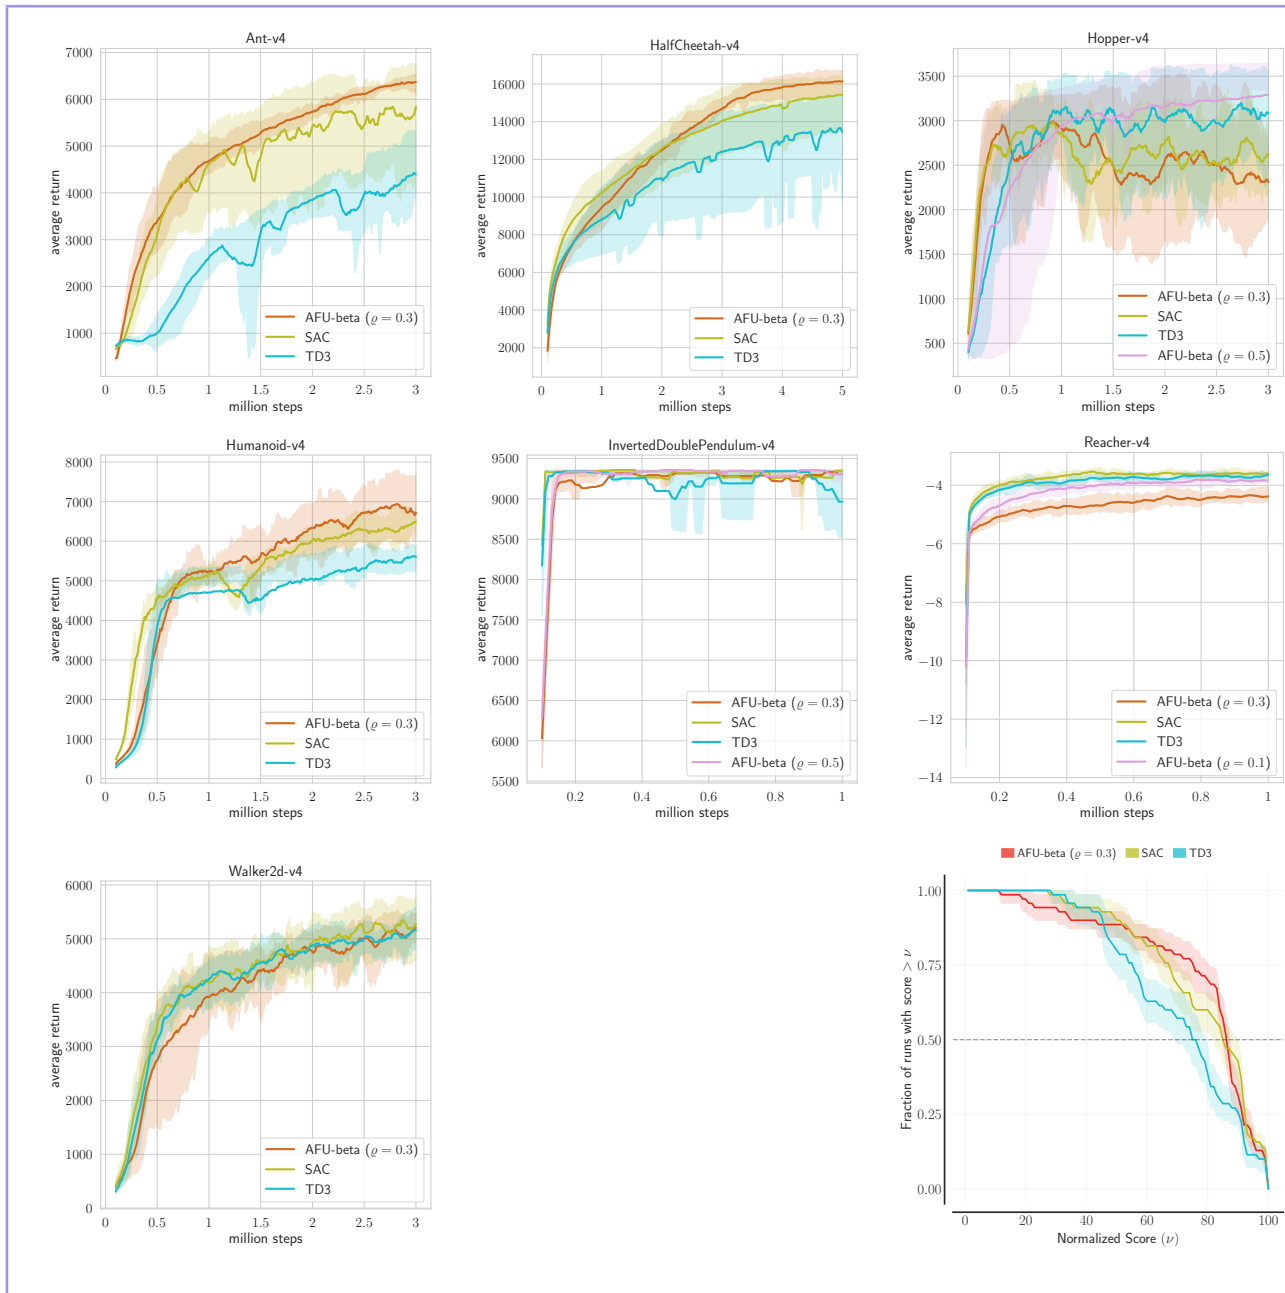 Ant-v4
7000
6000
5000
4000
3000
2000
1000
average return
0 0.5 1 1.5 2 2.5 3
million steps
AFU-beta (ϱ = 0.3)
SAC
TD3
HalfCheetah-v4
16000
14000
12000
10000
8000
6000
4000
2000
average return
0 1 2 3 4 5
million steps
AFU-beta (ϱ = 0.3)
SAC
TD3
Hopper-v4
3500
3000
2500
2000
1500
1000
500
average return
0 0.5 1 1.5 2 2.5 3
million steps
AFU-beta (ϱ = 0.3)
SAC
TD3
AFU-beta (ϱ = 0.5)
Humanoid-v4
8000
7000
6000
5000
4000
3000
2000
1000
0
average return
0 0.5 1 1.5 2 2.5 3
million steps
AFU-beta (ϱ = 0.3)
SAC
TD3
InvertedDoublePendulum-v4
9500
9000
8500
8000
7500
7000
6500
6000
5500
average return
0.2 0.4 0.6 0.8 1
million steps
AFU-beta (ϱ = 0.3)
SAC
TD3
AFU-beta (ϱ = 0.5)
Reacher-v4
−4
−6
−8
−10
−12
−14
average return
0.2 0.4 0.6 0.8 1
million steps
AFU-beta (ϱ = 0.3)
SAC
TD3
AFU-beta (ϱ = 0.1)
Walker2d-v4
6000
5000
4000
3000
2000
1000
0
average return
0 0.5 1 1.5 2 2.5 3
million steps
AFU-beta (ϱ = 0.3)
SAC
TD3
AFU-beta (ϱ = 0.3) SAC TD3
1.00
0.75
0.50
0.25
0.00
Fraction of runs with score > ν
0 20 40 60 80 100
Normalized Score (ν)